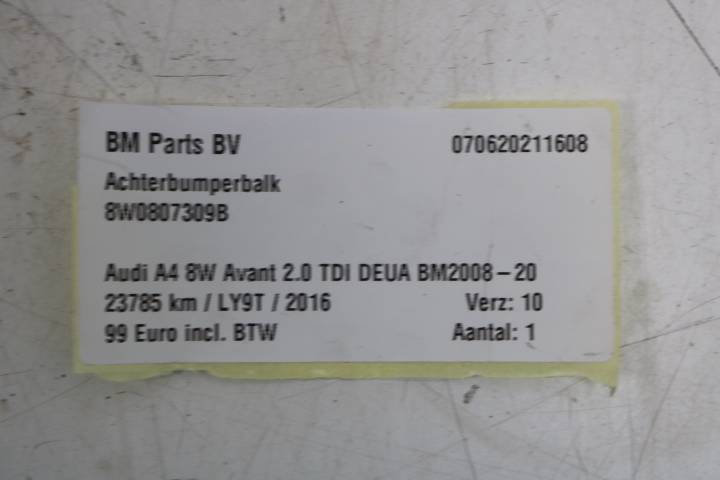 BM Parts BV 070620211608
Achterbumperbalk
8W0807309B
Audi A4 8W Avant 2.0 TDI DEUA BM2008-20
23785 km / LY9T / 2016 Verz: 10
99 Euro incl. BTW Aantal: 1